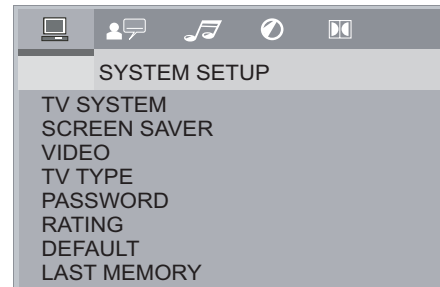 SYSTEM SETUP
TV SYSTEM
SCREEN SAVER
VIDEO
TV TYPE
PASSWORD
RATING
DEFAULT
LAST MEMORY